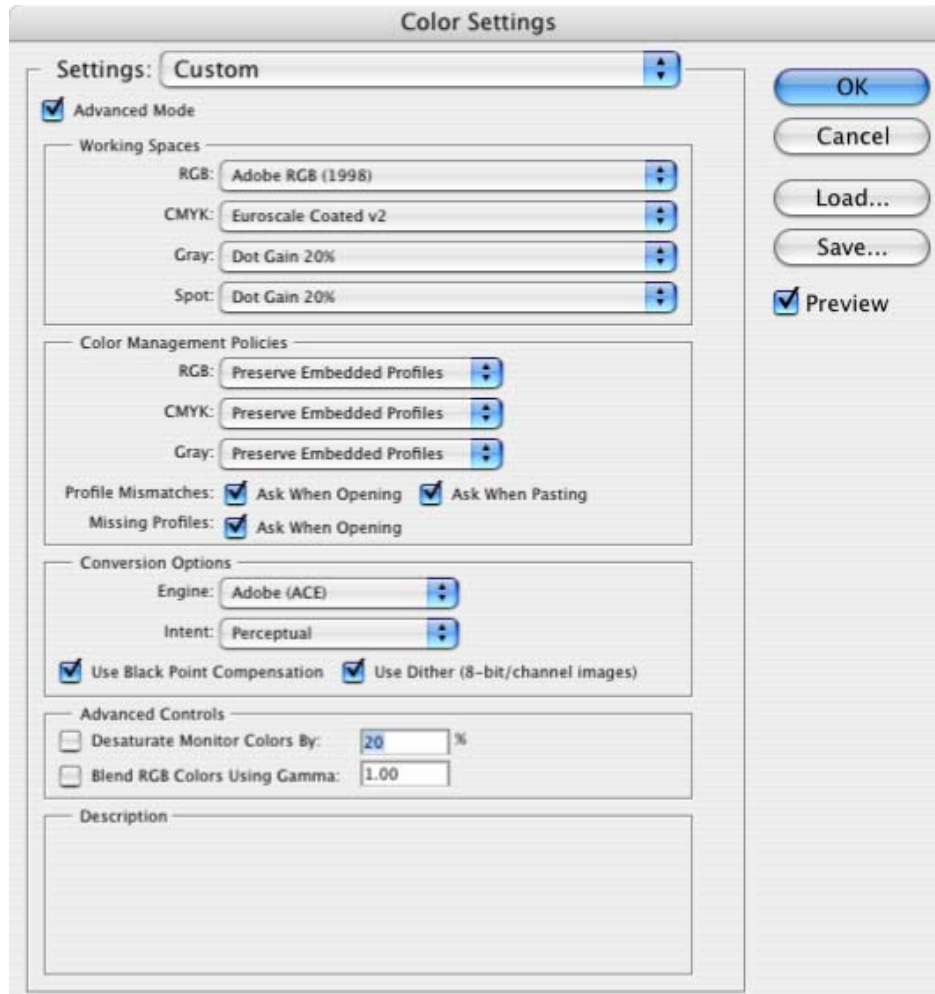 Color Settings
Settings: Custom
OK
Advanced Mode
Cancel
Working Spaces
RGB: Adobe RGB (1998)
Load...
CMYK: Euroscale Coated v2
Save...
Gray: Dot Gain 20%
Spot: Dot Gain 20%
Preview
Color Management Policies
RGB: Preserve Embedded Profiles
CMYK: Preserve Embedded Profiles
Gray: Preserve Embedded Profiles
Profile Mismatches: Ask When Opening Ask When Pasting
Missing Profiles: Ask When Opening
Conversion Options
Engine: Adobe (ACE)
Intent: Perceptual
Use Black Point Compensation Use Dither (8-bit/channel images)
Advanced Controls
Desaturate Monitor Colors By: 20 %
Blend RGB Colors Using Gamma: 1.00
Description